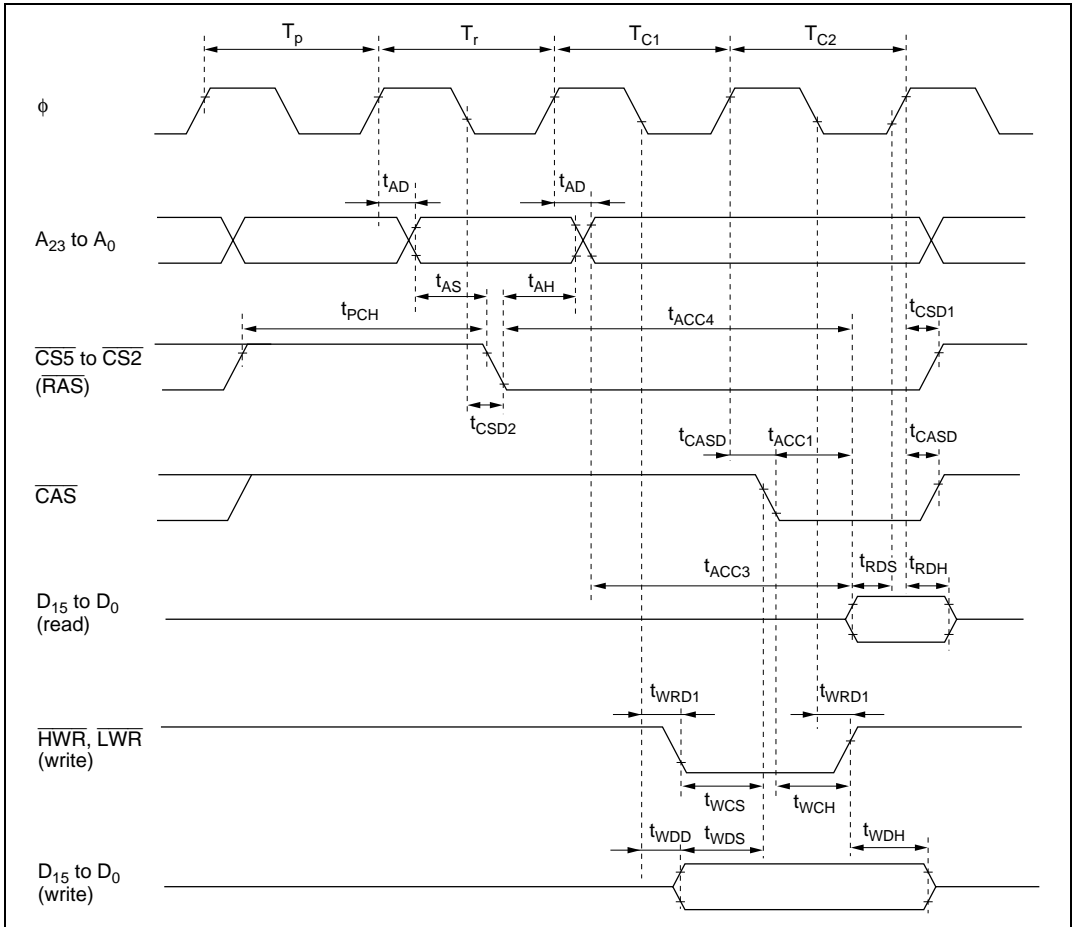 Tp Tr TC1 TC2
ϕ
tAD tAD
A23 to A0
tAS tAH
tPCH tACC4 tCSD1
CS5 to CS2
(RAS)
tCSD2
tCASD tACC1 tCASD
CAS
tACC3 tRDS tRDH
D15 to D0
(read)
tWRD1 tWRD1
HWR, LWR
(write)
tWCS tWCH
tWDD tWDS tWDH
D15 to D0
(write)